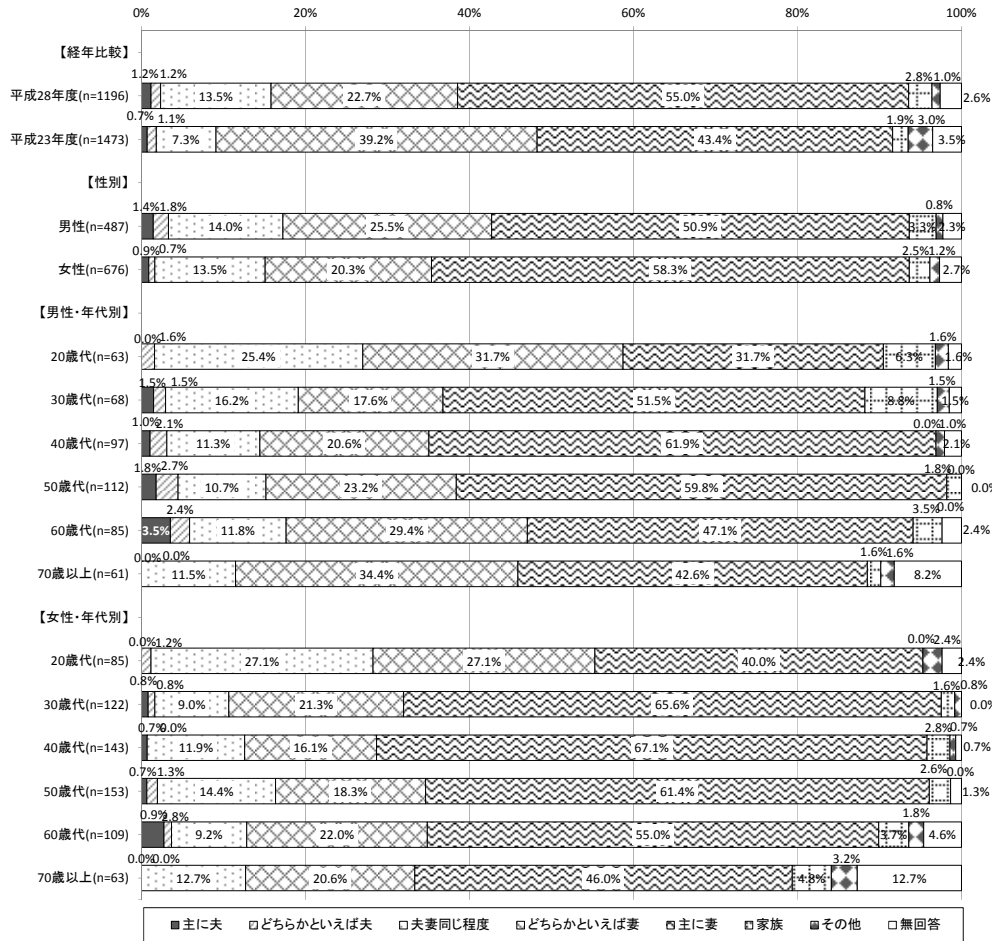 0% 20% 40% 60% 80% 100%
【経年比較】
平成28年度(n=1196) 1.2% 1.2% 13.5% 22.7% 55.0% 2.8% 1.0% 2.6%
平成23年度(n=1473) 0.7% 1.1% 7.3% 39.2% 43.4% 1.9% 3.0% 3.5%
【性別】
男性(n=487) 1.4% 1.8% 14.0% 25.5% 50.9% 3.3% 0.8% 2.3%
女性(n=676) 0.9% 0.7% 13.5% 20.3% 58.3% 2.5% 1.2% 2.7%
【男性・年代別】
20歳代(n=63) 0.0% 1.6% 25.4% 31.7% 31.7% 6.3% 1.6% 1.6%
30歳代(n=68) 1.5% 1.5% 16.2% 17.6% 51.5% 8.8% 1.5% 1.5%
40歳代(n=97) 1.0% 2.1% 11.3% 20.6% 61.9% 0.0% 1.0% 2.1%
50歳代(n=112) 1.8% 2.7% 10.7% 23.2% 59.8% 1.8% 0.0% 0.0%
60歳代(n=85) 3.5% 2.4% 11.8% 29.4% 47.1% 3.5% 0.0% 2.4%
70歳以上(n=61) 0.0% 0.0% 11.5% 34.4% 42.6% 1.6% 1.6% 8.2%
【女性・年代別】
20歳代(n=85) 0.0% 1.2% 27.1% 27.1% 40.0% 0.0% 2.4% 2.4%
30歳代(n=122) 0.8% 0.8% 9.0% 21.3% 65.6% 1.6% 0.8% 0.0%
40歳代(n=143) 0.7% 0.0% 11.9% 16.1% 67.1% 2.8% 0.7% 0.7%
50歳代(n=153) 0.7% 1.3% 14.4% 18.3% 61.4% 2.6% 0.0% 1.3%
60歳代(n=109) 0.9% 2.8% 9.2% 22.0% 55.0% 3.7% 1.8% 4.6%
70歳以上(n=63) 0.0% 0.0% 12.7% 20.6% 46.0% 4.8% 3.2% 12.7%
主に夫 どちらかといえば夫 夫妻同じ程度 どちらかといえば妻 主に妻 家族 その他 無回答